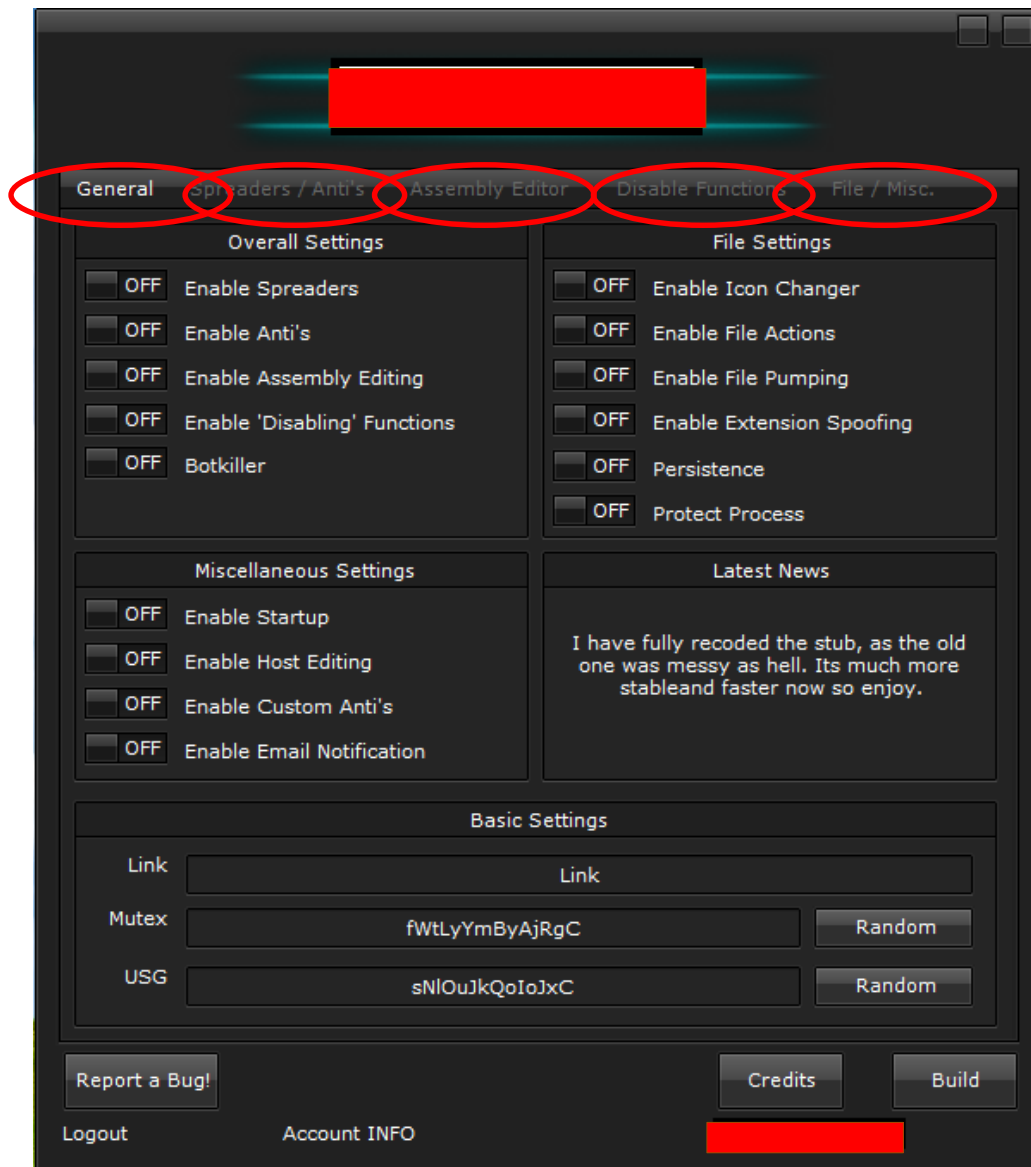 General Spreaders / Anti's Assembly Editor Disable Functions File / Misc.
Overall Settings
OFF Enable Spreaders
OFF Enable Anti's
OFF Enable Assembly Editing
OFF Enable 'Disabling' Functions
OFF Botkiller
File Settings
OFF Enable Icon Changer
OFF Enable File Actions
OFF Enable File Pumping
OFF Enable Extension Spoofing
OFF Persistence
OFF Protect Process
Miscellaneous Settings
OFF Enable Startup
OFF Enable Host Editing
OFF Enable Custom Anti's
OFF Enable Email Notification
Latest News
I have fully recoded the stub, as the old
one was messy as hell. Its much more
stableand faster now so enjoy.
Basic Settings
Link Link
Mutex fWtLyYmByAjRgC Random
USG sNlOuJkQoIoJxC Random
Report a Bug! Credits Build
Logout Account INFO